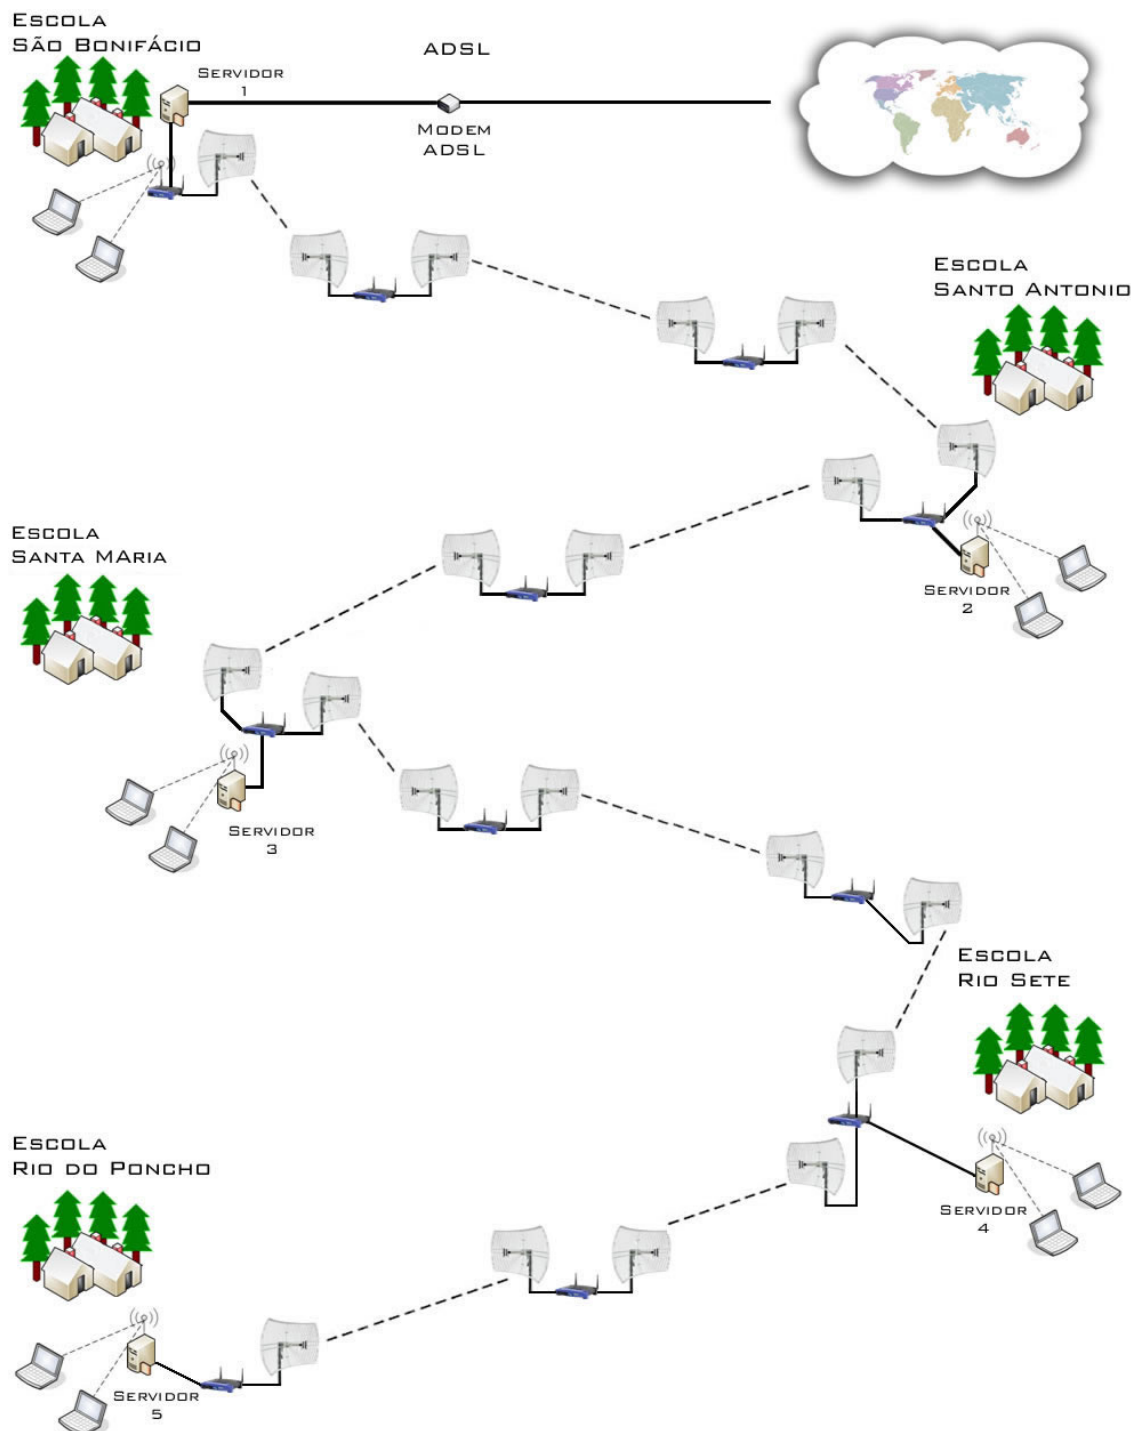 ESCOLA
SÃO BONIFÁCIO
SERVIDOR
1
ADSL
MODEM
ADSL
ESCOLA
SANTO ANTONIO
SERVIDOR
2
ESCOLA
SANTA MARIA
SERVIDOR
3
ESCOLA
RIO SETE
SERVIDOR
4
ESCOLA
RIO DO PONCHO
SERVIDOR
5